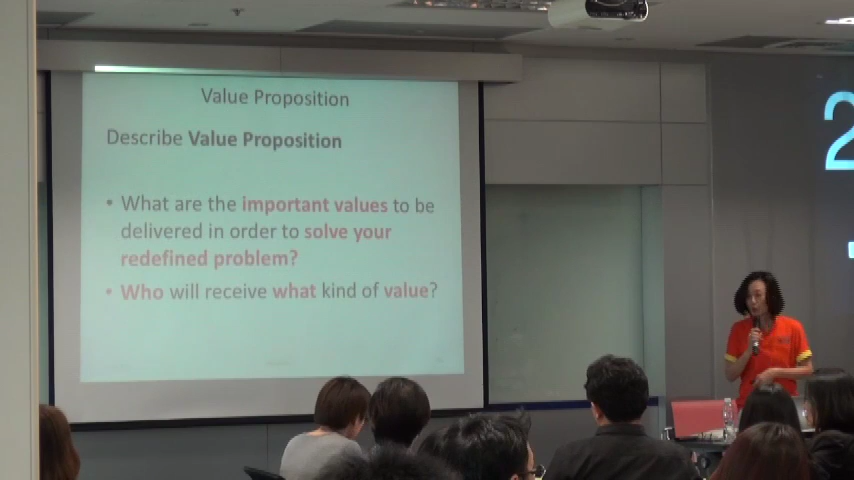 Value Proposition
Describe Value Proposition
• What are the important values to be
delivered in order to solve your
redefined problem?
• Who will receive what kind of value?
2